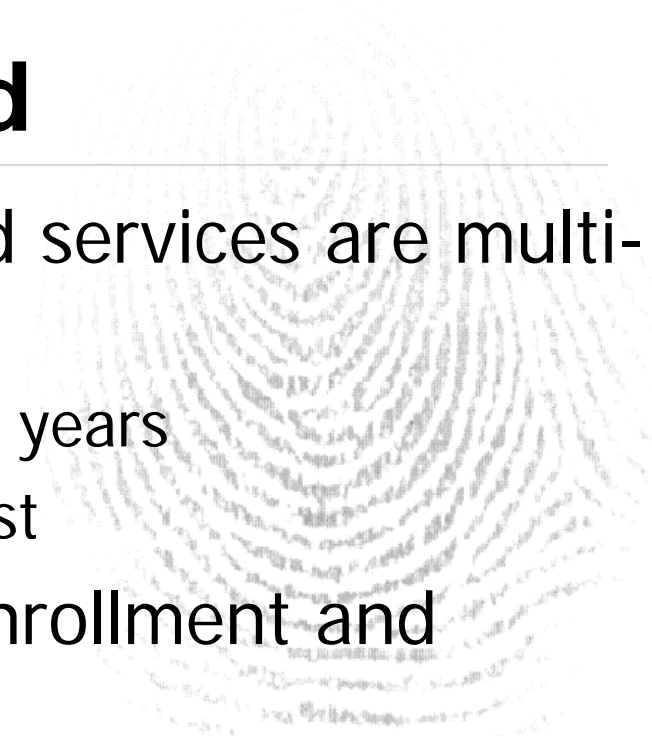 d
d services are multi-
years
st
nrollment and